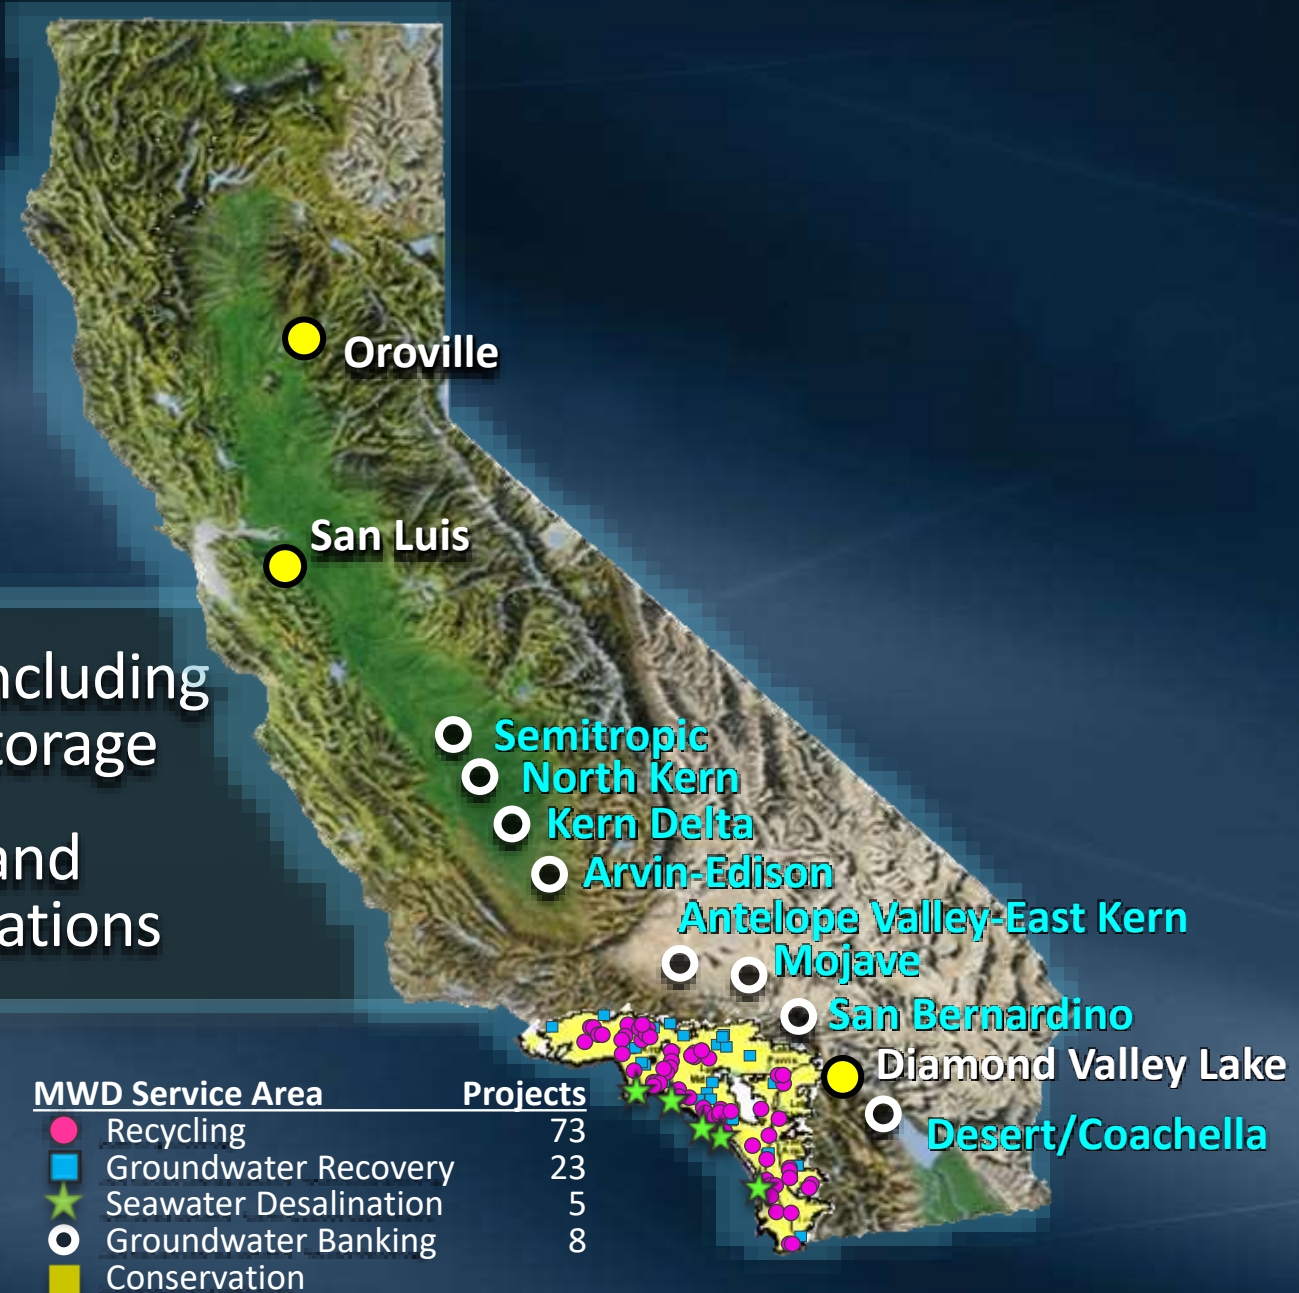 Oroville
San Luis
ncluding
torage
and
ations
Semitropic
North Kern
Kern Delta
Arvin-Edison
Antelope Valley-East Kern
Mojave
San Bernardino
Diamond Valley Lake
Desert/Coachella
MWD Service Area Projects
Recycling 73
Groundwater Recovery 23
Seawater Desalination 5
Groundwater Banking 8
Conservation